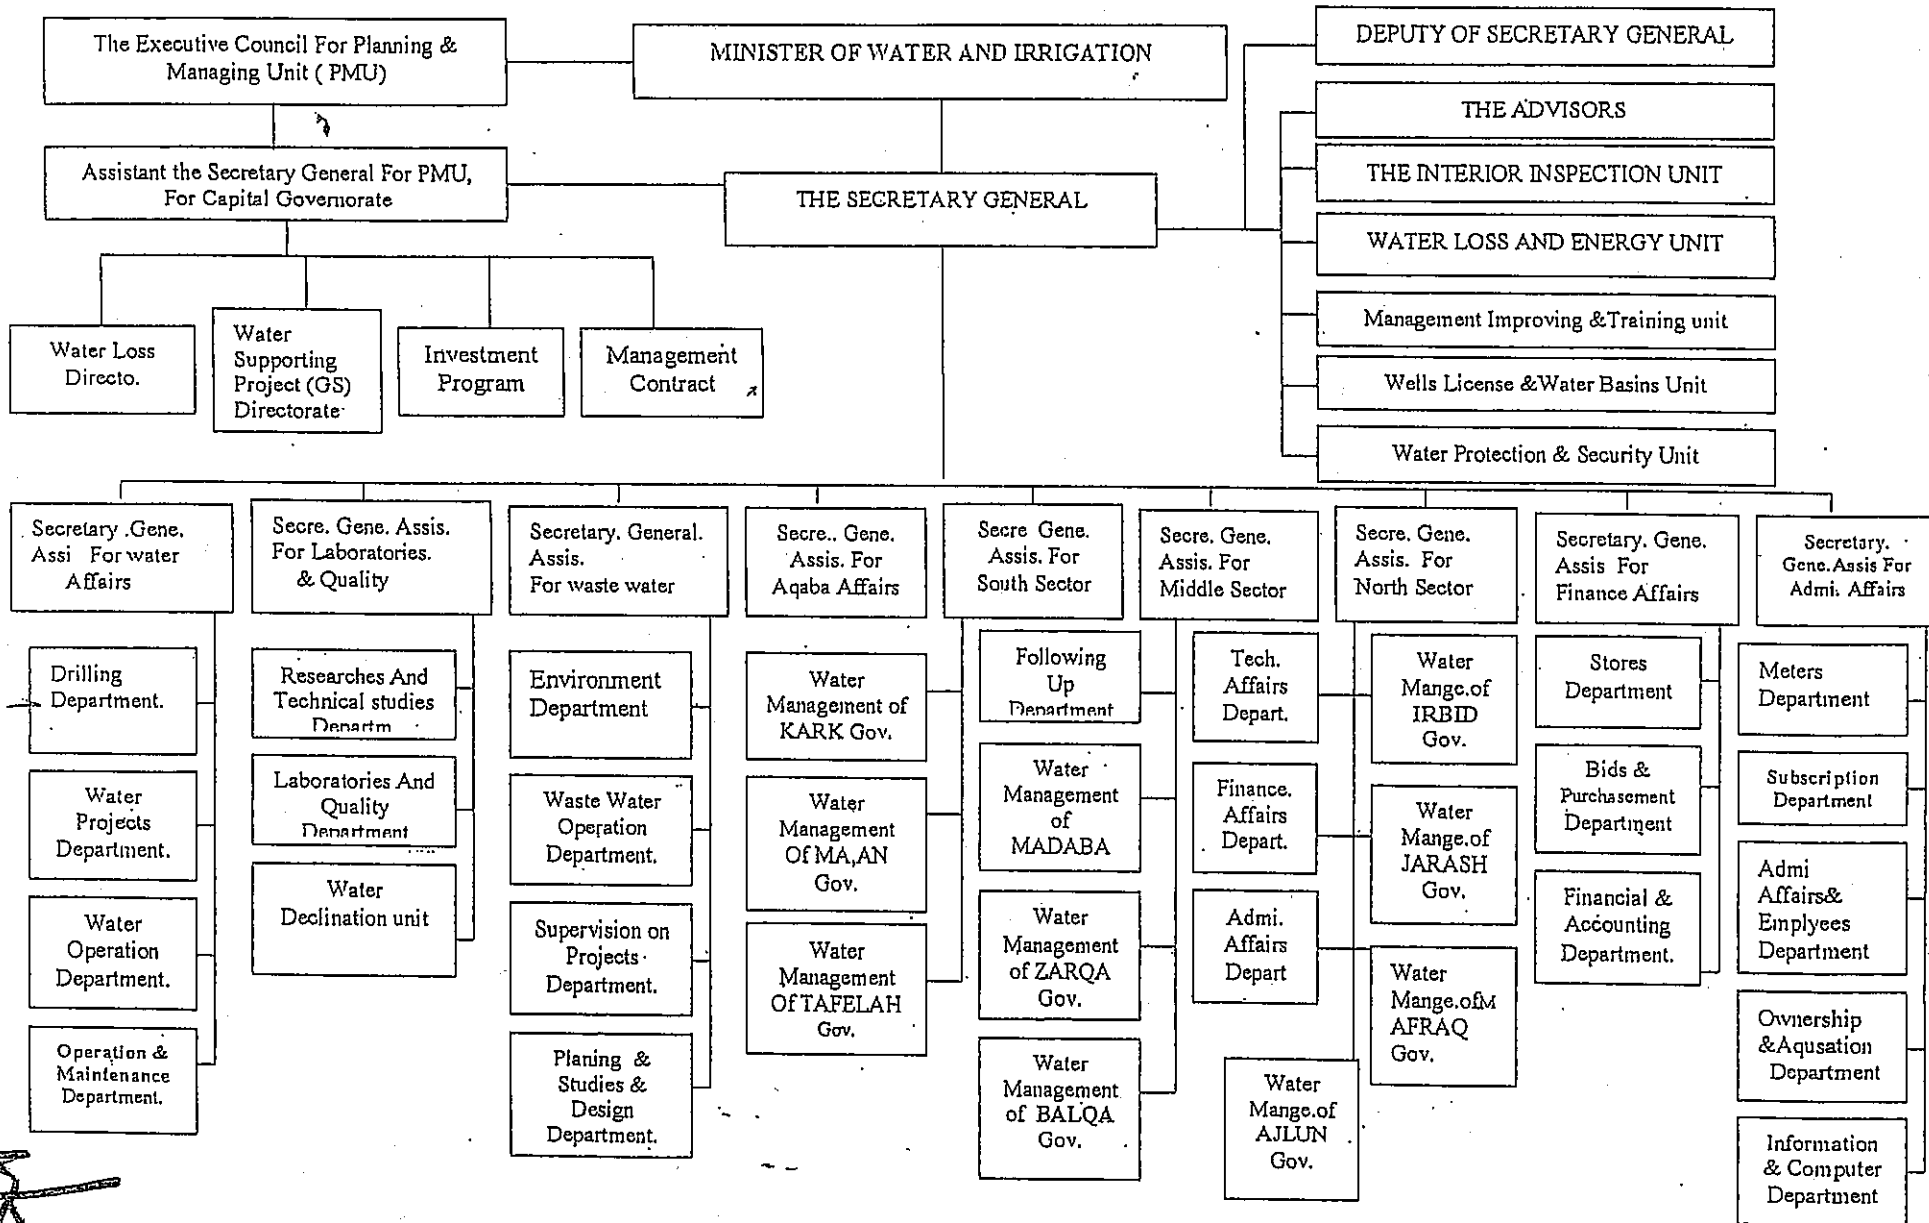 The Executive Council For Planning &
Managing Unit ( PMU)
MINISTER OF WATER AND IRRIGATION
DEPUTY OF SECRETARY GENERAL
THE ADVISORS
Assistant the Secretary General For PMU,
For Capital Governorate
THE SECRETARY GENERAL
THE INTERIOR INSPECTION UNIT
WATER LOSS AND ENERGY UNIT
Management Improving &Training unit
Wells License &Water Basins Unit
Water Protection & Security Unit
Water Loss
Directo.
Water
Supporting
Project (GS)
Directorate
Investment
Program
Management
Contract
Secretary .Gene.
Assi For water
Affairs
Secre. Gene. Assis.
For Laboratories.
& Quality
Secretary. General.
Assis.
For waste water
Secre.. Gene.
Assis. For
Aqaba Affairs
Secre Gene.
Assis. For
South Sector
Secre. Gene.
Assis. For
Middle Sector
Secre. Gene.
Assis. For
North Sector
Secretary. Gene.
Assis For
Finance Affairs
Secretary.
Gene.Assis For
Admi. Affairs
Drilling
Department.
Water
Projects
Department.
Water
Operation
Department.
Operation &
Maintenance
Department.
Researches And
Technical studies
Departm
Laboratories And
Quality
Department
Water
Declination unit
Environment
Department
Waste Water
Operation
Department.
Supervision on
Projects
Department.
Planing &
Studies &
Design
Department.
Water
Management of
KARK Gov.
Water
Management
Of MA,AN
Gov.
Water
Management
Of TAFELAH
Gov.
Following
Up
Department
Water
Management
of
MADABA
Water
Management
of ZARQA
Gov.
Water
Management
of BALQA
Gov.
Tech.
Affairs
Depart.
Finance.
Affairs
Depart.
Admi.
Affairs
Depart
Water
Mange.of
IRBID
Gov.
Water
Mange.of
JARASH
Gov.
Water
Mange.ofM
AFRAQ
Gov.
Water
Mange.of
AJLUN
Gov.
Stores
Department
Bids &
Purchasement
Department
Financial &
Accounting
Department.
Meters
Department
Subscription
Department
Admi
Affairs&
Emplyees
Department
Ownership
&Aqusation
Department
Information
& Computer
Department